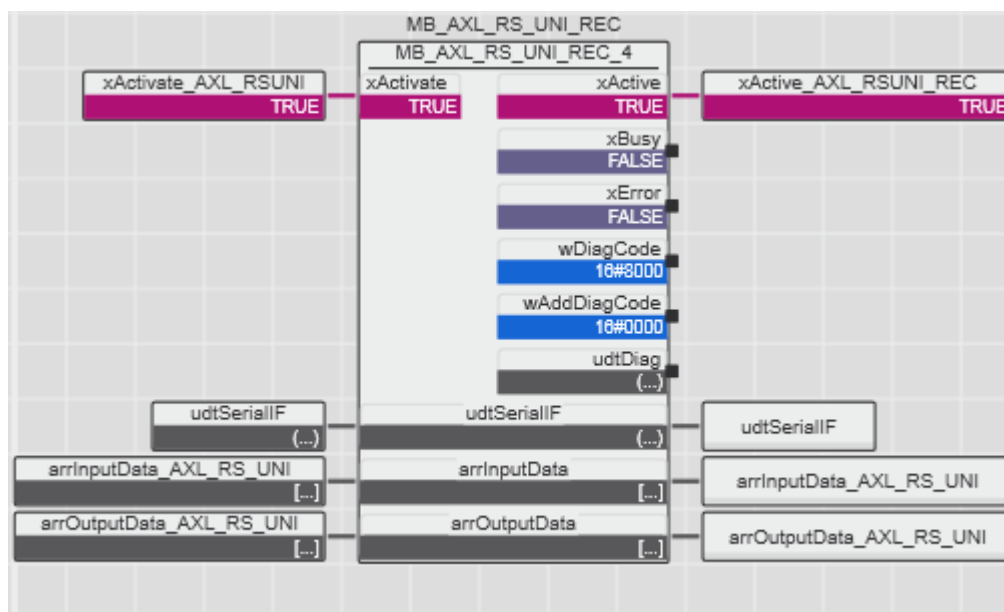 MB_AXL_RS_UNI_REC
MB_AXL_RS_UNI_REC_4
xActivate_AXL_RSUNI
TRUE
xActivate
TRUE
xActive
TRUE
xActive_AXL_RSUNI_REC
TRUE
xBusy
FALSE
xError
FALSE
wDiagCode
16#8000
wAddDiagCode
16#0000
udtDiag
(...)
udtSerialIF
(...)
udtSerialIF
(...)
udtSerialIF
arrInputData_AXL_RS_UNI
[...]
arrInputData
[...]
arrInputData_AXL_RS_UNI
arrOutputData_AXL_RS_UNI
[...]
arrOutputData
[...]
arrOutputData_AXL_RS_UNI